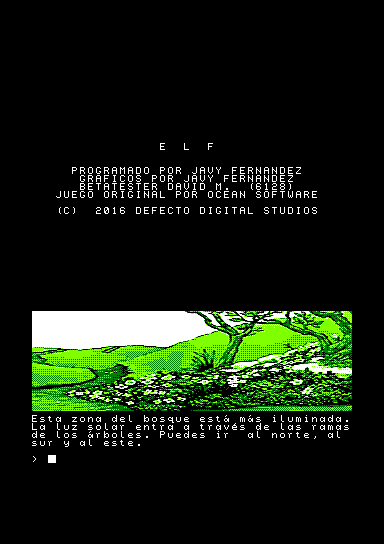 E L F
PROGRAMADO POR JAVY FERNANDEZ
GRAFICOS POR JAVY FERNANDEZ
BETATESTER DAVID M. (6128)
JUEGO ORIGINAL POR OCEAN SOFTWARE
(C) 2016 DEFECTO DIGITAL STUDIOS
Esta zona del bosque está más iluminada.
La luz solar entra a través de las ramas
de los árboles. Puedes ir al norte, al
sur y al este.
>